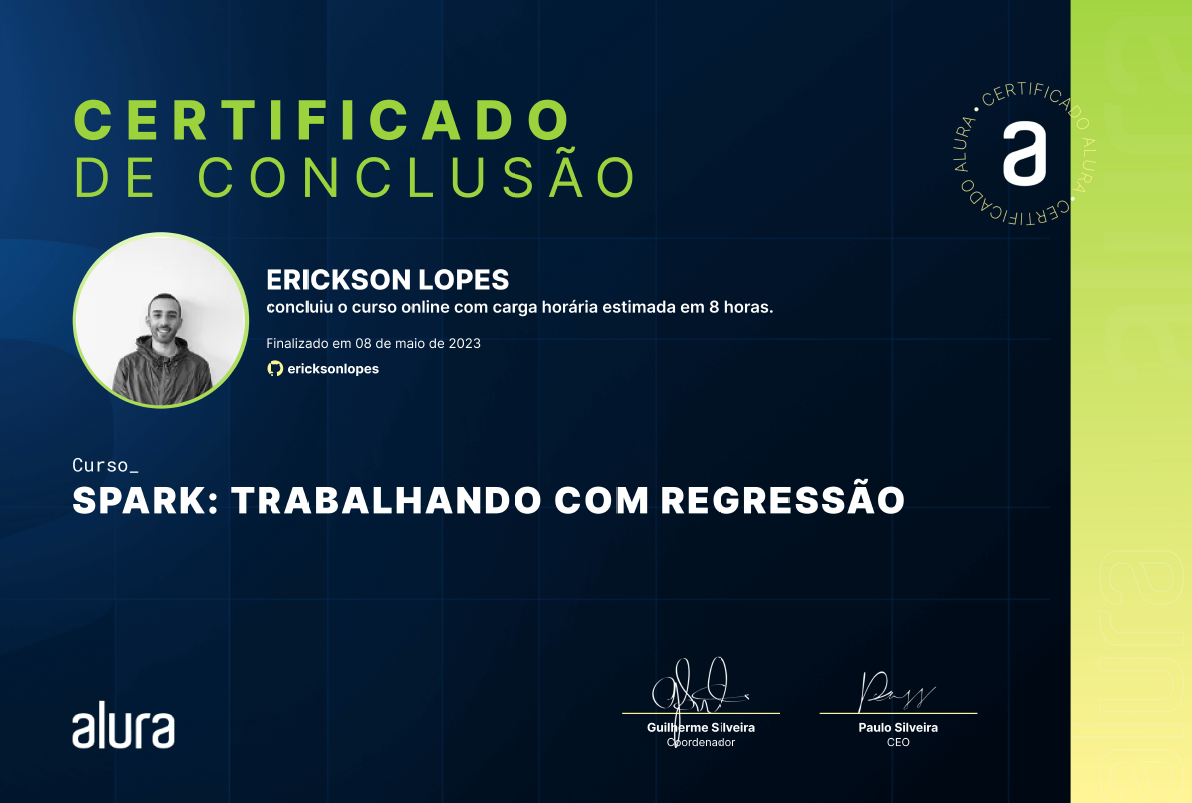 CERTIFICADO
DE CONCLUSÃO
CERTIFICADO ALURA • CERTIFICADO ALURA •
a
ERICKSON LOPES
concluiu o curso online com carga horária estimada em 8 horas.
Finalizado em 08 de maio de 2023
ericksonlopes
Curso_
SPARK: TRABALHANDO COM REGRESSÃO
alura
Guilherme Silveira
Coordenador
Paulo Silveira
CEO
alura
alura